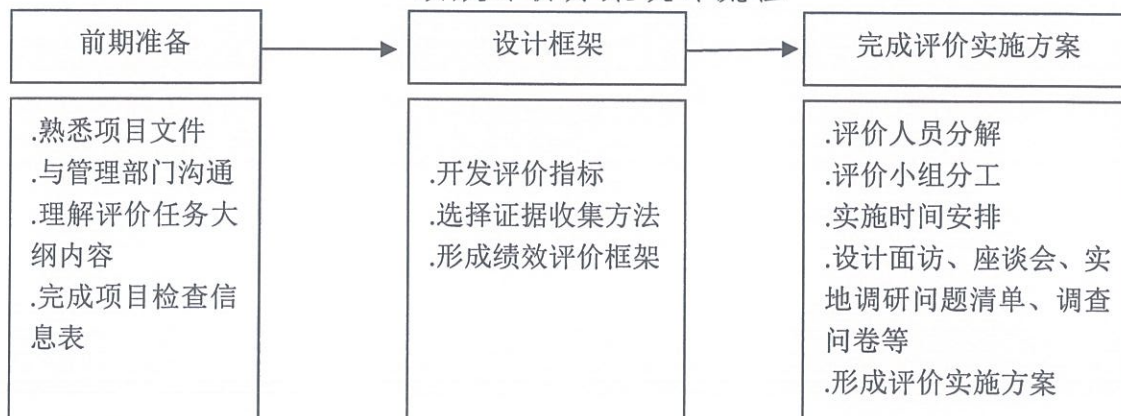 前期准备
设计框架
完成评价实施方案
.熟悉项目文件
.与管理部门沟通
.理解评价任务大
纲内容
.完成项目检查信
息表
.开发评价指标
.选择证据收集方法
.形成绩效评价框架
.评价人员分解
.评价小组分工
.实施时间安排
.设计面访、座谈会、实
地调研问题清单、调查
问卷等
.形成评价实施方案